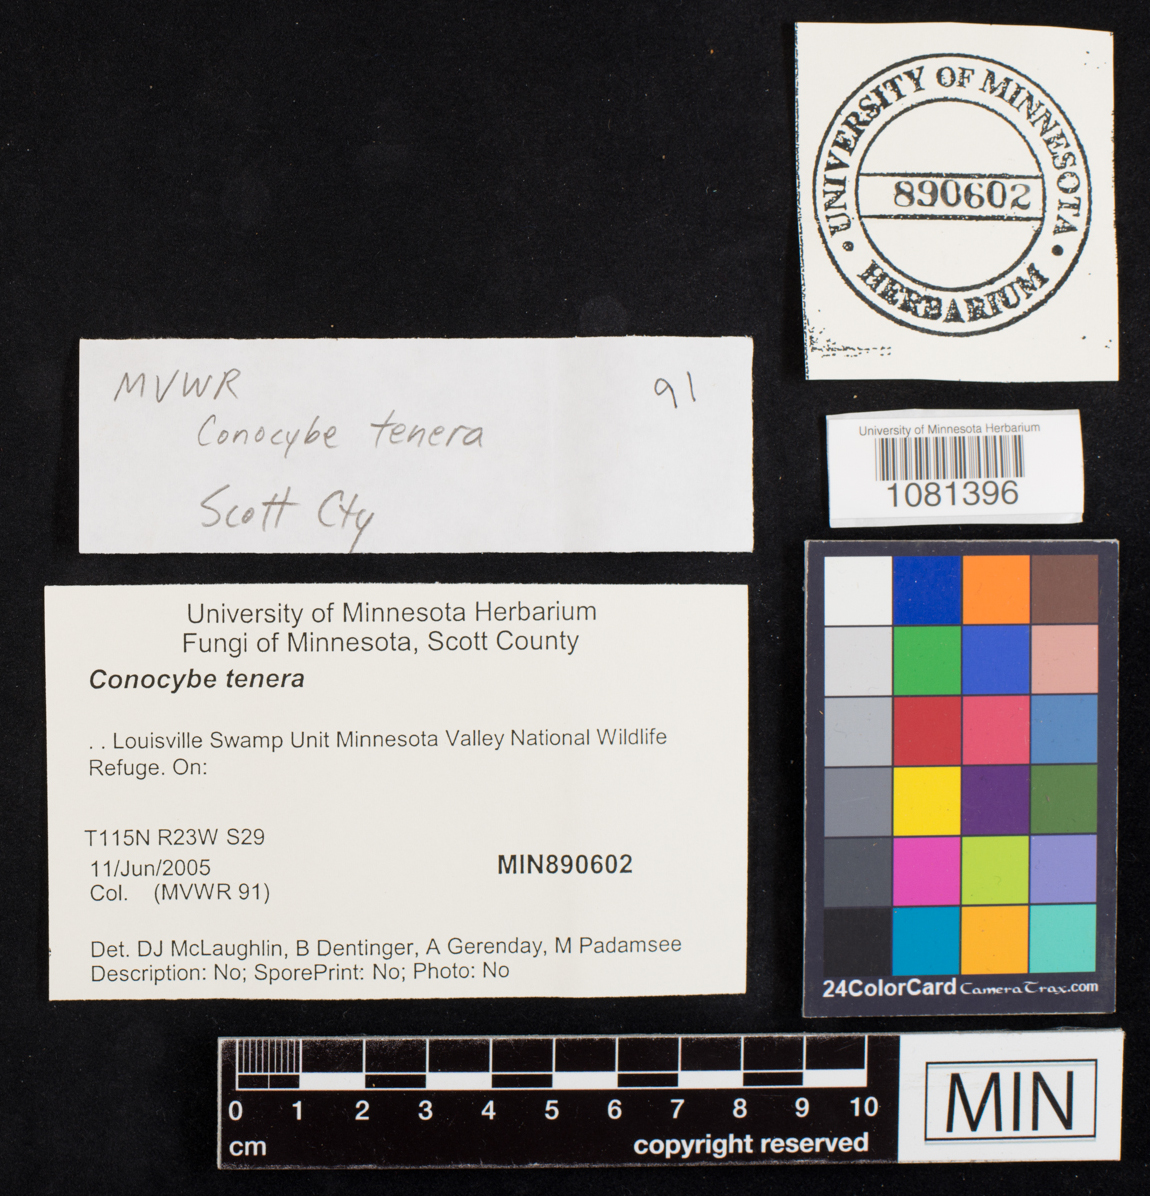 UNIVERSITY OF MINNESOTA
890602
HERBARIUM
MVWR 91
Conocybe tenera
Scott Cty
University of Minnesota Herbarium
1081396
University of Minnesota Herbarium
Fungi of Minnesota, Scott County
Conocybe tenera
. . Louisville Swamp Unit Minnesota Valley National Wildlife
Refuge. On:
T115N R23W S29
11/Jun/2005
MIN890602
Col. (MVWR 91)
Det. DJ McLaughlin, B Dentinger, A Gerenday, M Padamsee
Description: No; SporePrint: No; Photo: No
24ColorCard CameraTrax.com
0 1 2 3 4 5 6 7 8 9 10
cm copyright reserved
MIN